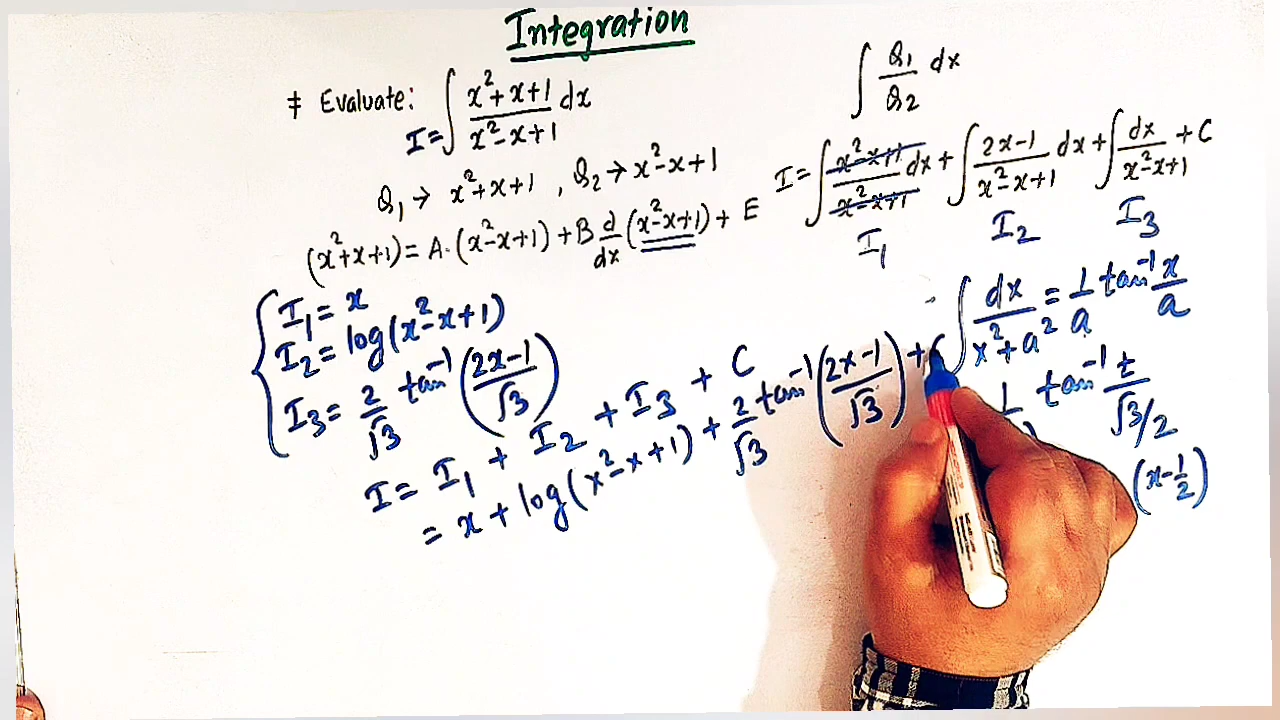 Integration
# Evaluate: I=∫ (x²+x+1)/(x²-x+1) dx
∫ Q₁/Q₂ dx
Q₁ → x²+x+1 , Q₂ → x²-x+1
(x²+x+1) = A.(x²-x+1) + B d/dx (x²-x+1) + E
I = ∫ (x²-x+1)/(x²-x+1) dx + ∫ (2x-1)/(x²-x+1) dx + ∫ dx/(x²-x+1) + C
I₁ I₂ I₃
I₁ = x
I₂ = log(x²-x+1)
I₃ = 2/√3 tan⁻¹ ((2x-1)/√3)
I = I₁ + I₂ + I₃ + C
= x + log(x²-x+1) + 2/√3 tan⁻¹ ((2x-1)/√3) + C
∫ dx/(x²+a²) = 1/a tan⁻¹ x/a
tan⁻¹ t/(√3/2)
(x-1/2)